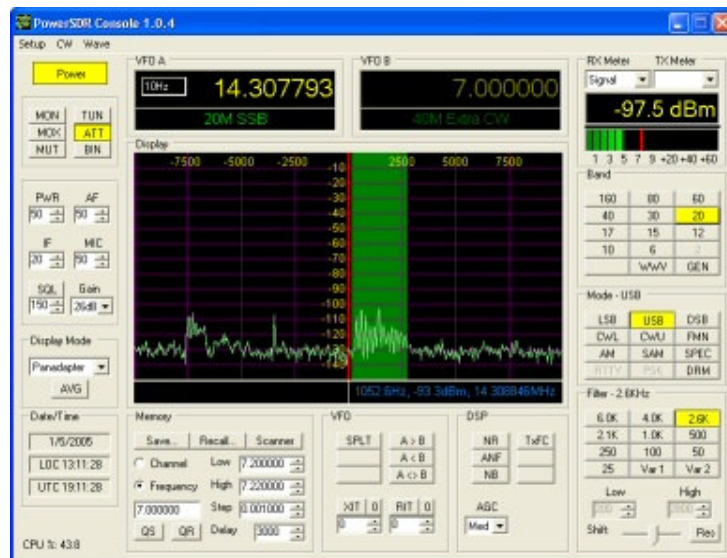 PowerSDR Console 1.0.4
Setup CW Wave
Power
MON TUN
MOX ATT
MUT BIN
PWR AF
50 50
IF MIC
20 50
SQL Gain
150 26dB
Display Mode
Panadapter
AVG
Date/Time
1/5/2005
LOC 13:11:28
UTC 19:11:28
CPU %: 43.8
VFO A
10Hz 14.307793
20M SSB
VFO B
7.000000
40M Extra CW
Display
-7500 -5000 -2500 2500 5000 7500
-10
-20
-30
-40
-50
-60
-70
-80
-90
-100
-110
-120
-130
-140
1052.6Hz, -93.3dBm, 14.308846MHz
Memory
Save.. Recall.. Scanner
Channel Low 7.200000
Frequency High 7.220000
7.000000 Step 0.001000
QS QR Delay 3000
VFO
SPLT A > B
A < B
A <> B
XIT 0 RIT 0
0 0
DSP
NR TxFC
ANF
NB
AGC
Med
RX Meter TX Meter
Signal
-97.5 dBm
1 3 5 7 9 +20 +40 +60
Band
160 80 60
40 30 20
17 15 12
10 6 2
WWV GEN
Mode - USB
LSB USB DSB
CWL CWU FMN
AM SAM SPEC
RTTY PSK DRM
Filter - 2.6KHz
6.0K 4.0K 2.6K
2.1K 1.0K 500
250 100 50
25 Var 1 Var 2
Low High
200 2800
Shift Res